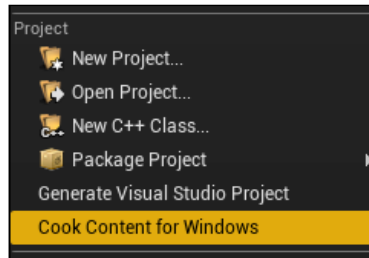 Project
New Project...
Open Project...
New C++ Class...
Package Project
Generate Visual Studio Project
Cook Content for Windows